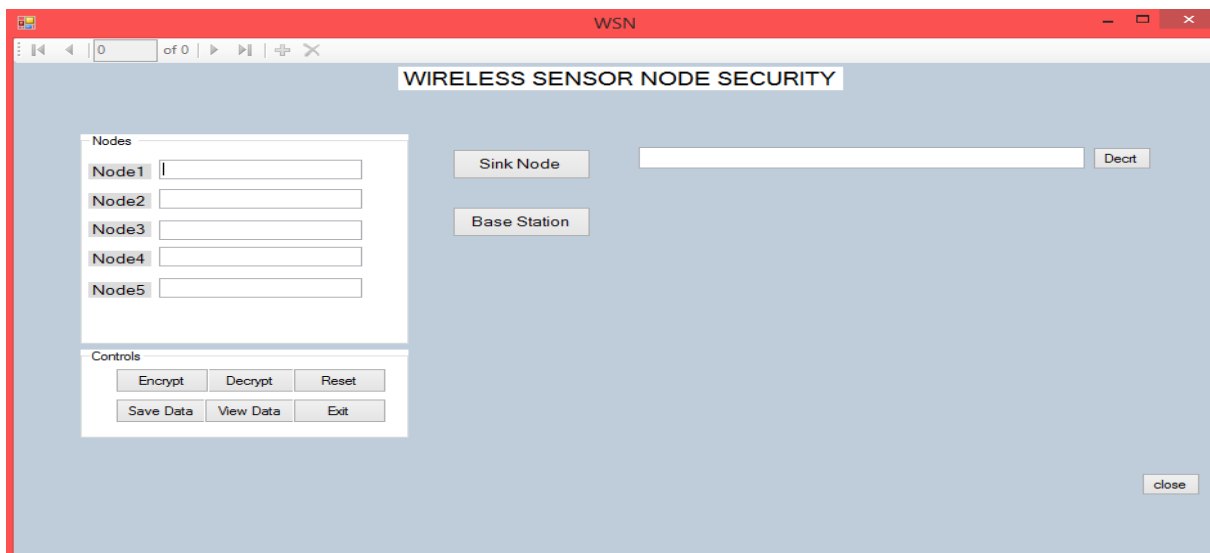 WSN
0 of 0
WIRELESS SENSOR NODE SECURITY
Nodes
Node1
Node2
Node3
Node4
Node5
Sink Node
Decrt
Base Station
Controls
Encrypt Decrypt Reset
Save Data View Data Exit
close